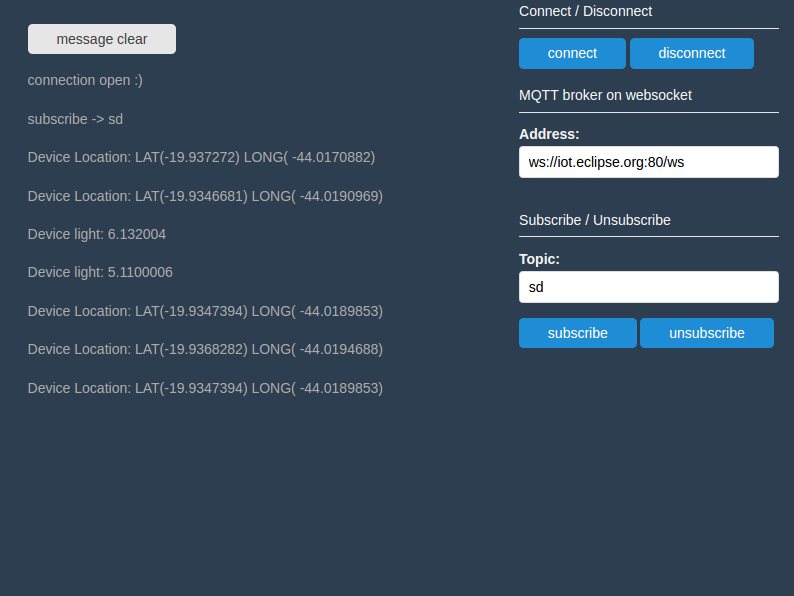 message clear
connection open :)
subscribe -> sd
Device Location: LAT(-19.937272) LONG( -44.0170882)
Device Location: LAT(-19.9346681) LONG( -44.0190969)
Device light: 6.132004
Device light: 5.1100006
Device Location: LAT(-19.9347394) LONG( -44.0189853)
Device Location: LAT(-19.9368282) LONG( -44.0194688)
Device Location: LAT(-19.9347394) LONG( -44.0189853)
Connect / Disconnect
connect disconnect
MQTT broker on websocket
Address:
ws://iot.eclipse.org:80/ws
Subscribe / Unsubscribe
Topic:
sd
subscribe unsubscribe